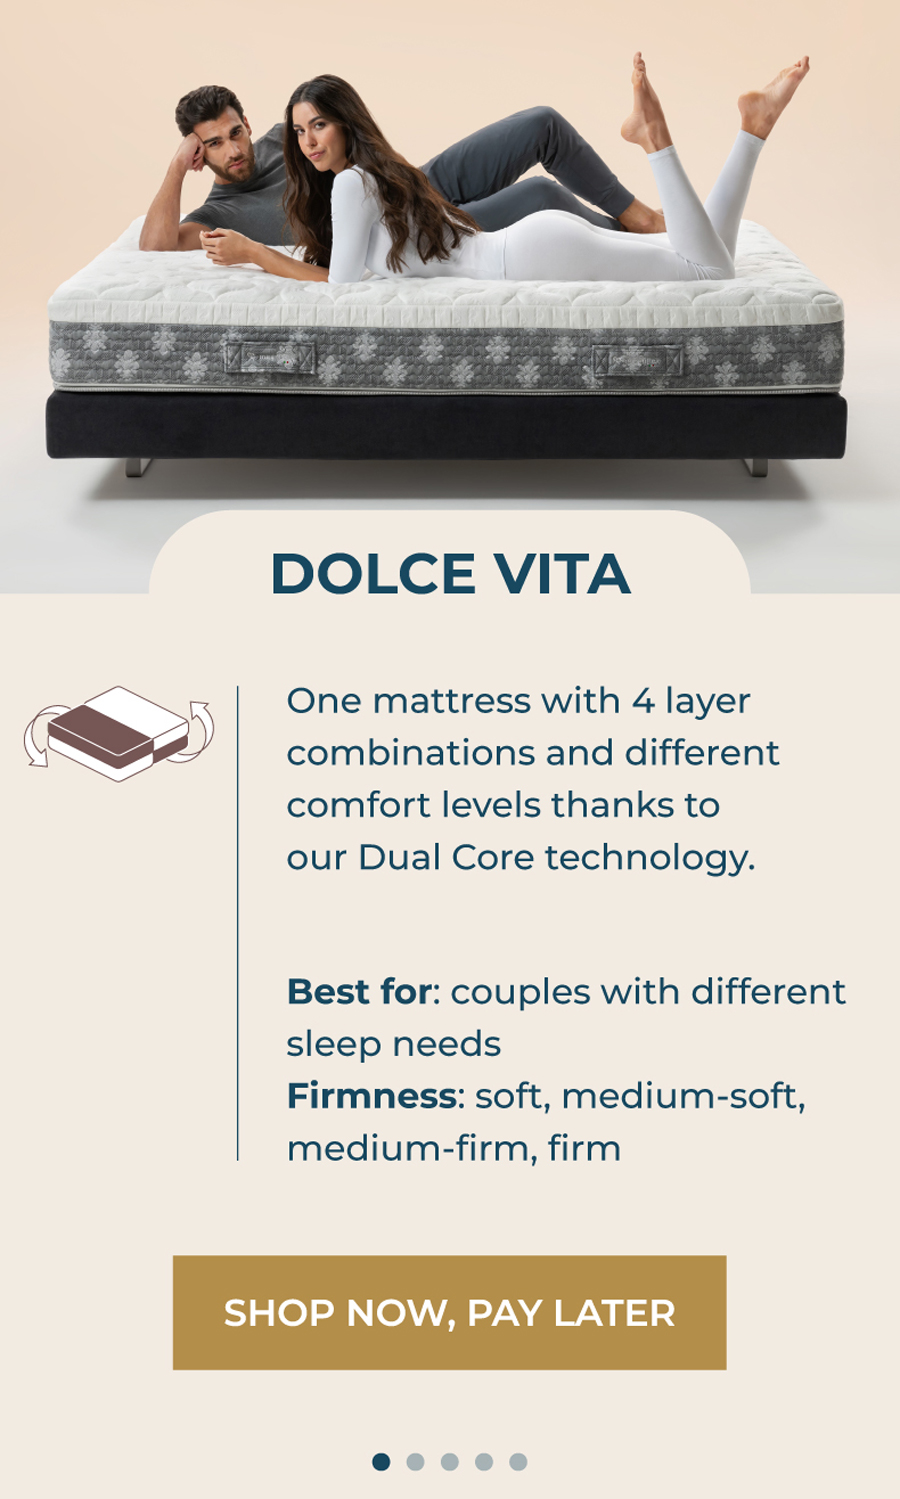 DOLCE VITA
One mattress with 4 layer
combinations and different
comfort levels thanks to
our Dual Core technology.
Best for: couples with different
sleep needs
Firmness: soft, medium-soft,
medium-firm, firm
SHOP NOW, PAY LATER